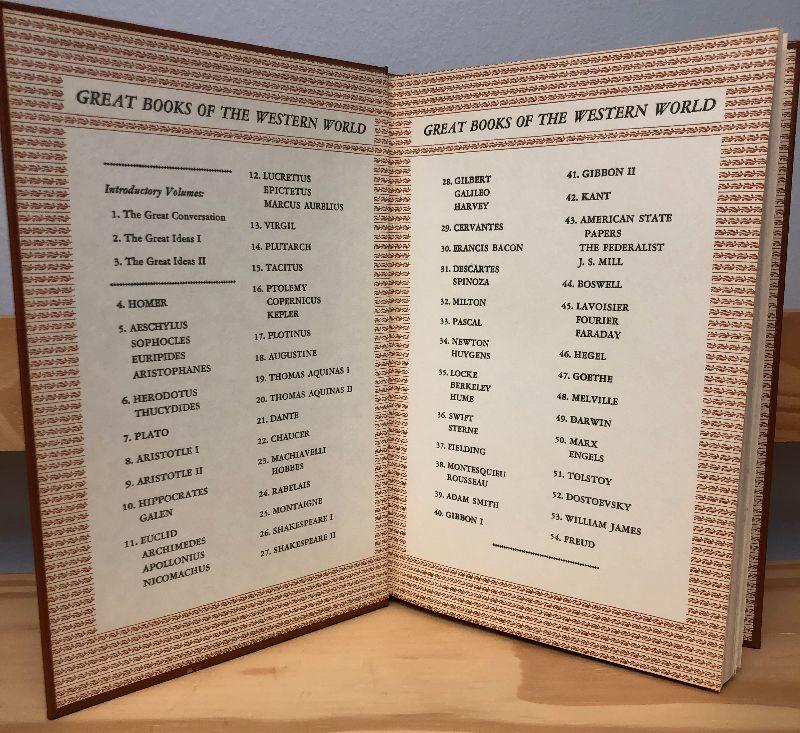 GREAT BOOKS OF THE WESTERN WORLD
Introductory Volumes:
1. The Great Conversation
2. The Great Ideas I
3. The Great Ideas II
4. HOMER
5. AESCHYLUS
SOPHOCLES
EURIPIDES
ARISTOPHANES
6. HERODOTUS
THUCYDIDES
7. PLATO
8. ARISTOTLE I
9. ARISTOTLE II
10. HIPPOCRATES
GALEN
11. EUCLID
ARCHIMEDES
APOLLONIUS
NICOMACHUS
12. LUCRETIUS
EPICTETUS
MARCUS AURELIUS
13. VIRGIL
14. PLUTARCH
15. TACITUS
16. PTOLEMY
COPERNICUS
KEPLER
17. PLOTINUS
18. AUGUSTINE
19. THOMAS AQUINAS I
20. THOMAS AQUINAS II
21. DANTE
22. CHAUCER
23. MACHIAVELLI
HOBBES
24. RABELAIS
25. MONTAIGNE
26. SHAKESPEARE I
27. SHAKESPEARE II
GREAT BOOKS OF THE WESTERN WORLD
28. GILBERT
GALILEO
HARVEY
29. CERVANTES
30. FRANCIS BACON
31. DESCARTES
SPINOZA
32. MILTON
33. PASCAL
34. NEWTON
HUYGENS
35. LOCKE
BERKELEY
HUME
36. SWIFT
STERNE
37. FIELDING
38. MONTESQUIEU
ROUSSEAU
39. ADAM SMITH
40. GIBBON I
41. GIBBON II
42. KANT
43. AMERICAN STATE
PAPERS
THE FEDERALIST
J. S. MILL
44. BOSWELL
45. LAVOISIER
FOURIER
FARADAY
46. HEGEL
47. GOETHE
48. MELVILLE
49. DARWIN
50. MARX
ENGELS
51. TOLSTOY
52. DOSTOEVSKY
53. WILLIAM JAMES
54. FREUD